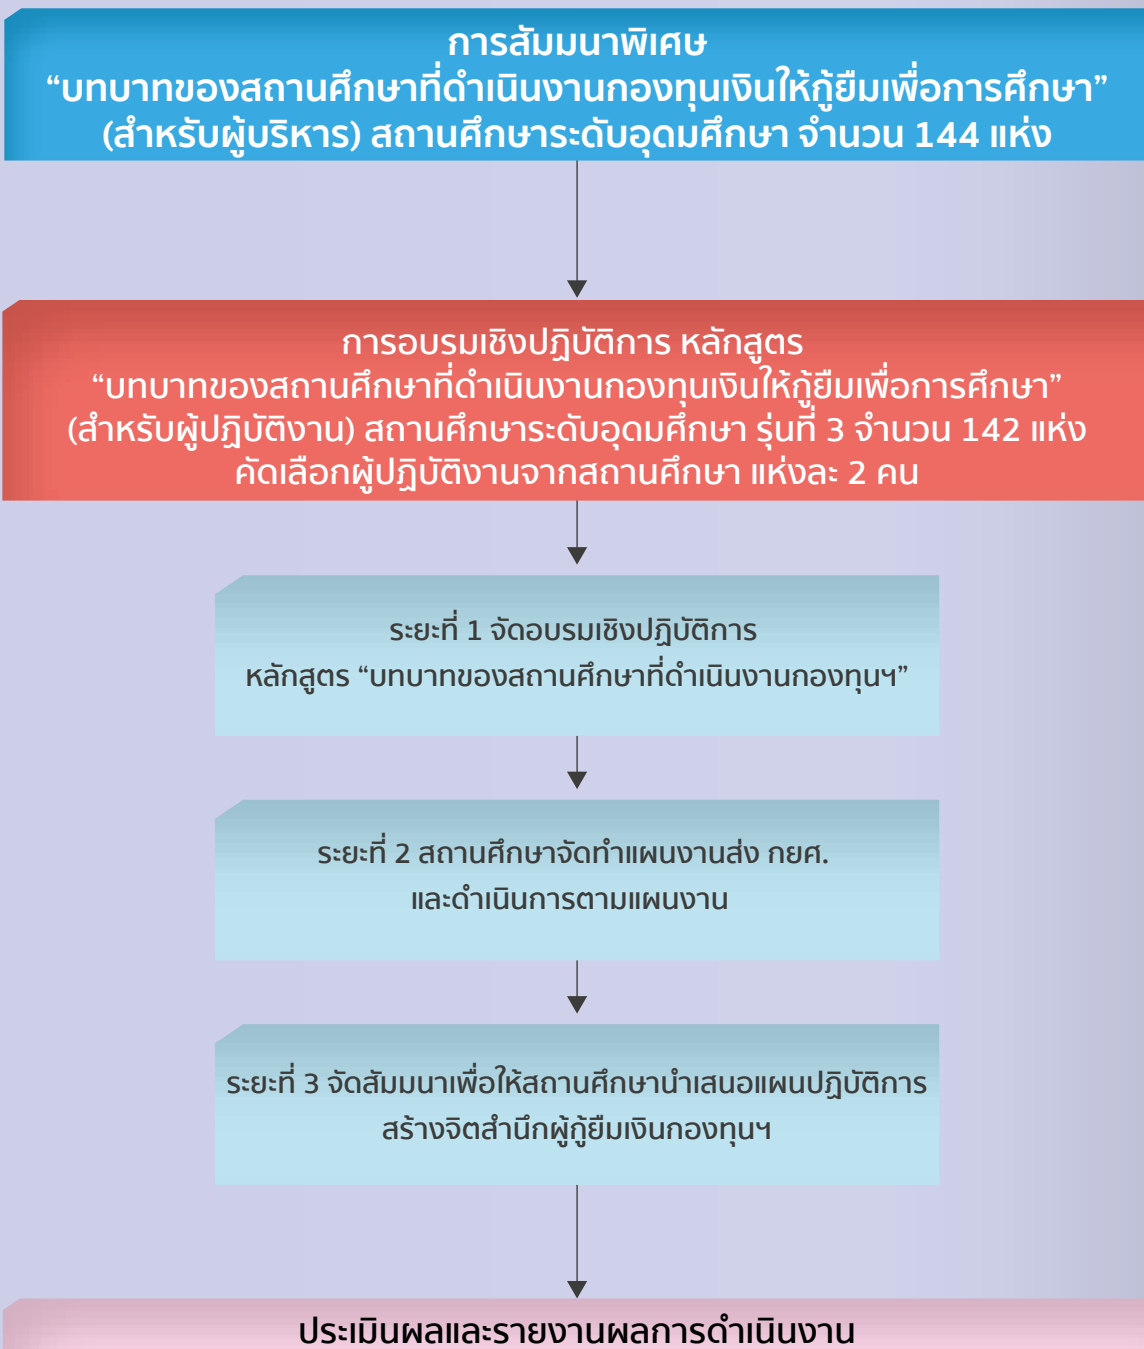 การสัมมนาพิเศษ
“บทบาทของสถานศึกษาที่ดำเนินงานกองทุนเงินให้กู้ยืมเพื่อการศึกษา”
(สำหรับผู้บริหาร) สถานศึกษาระดับอุดมศึกษา จำนวน 144 แห่ง
การอบรมเชิงปฏิบัติการ หลักสูตร
“บทบาทของสถานศึกษาที่ดำเนินงานกองทุนเงินให้กู้ยืมเพื่อการศึกษา”
(สำหรับผู้ปฏิบัติงาน) สถานศึกษาระดับอุดมศึกษา รุ่นที่ 3 จำนวน 142 แห่ง
คัดเลือกผู้ปฏิบัติงานจากสถานศึกษา แห่งละ 2 คน
ระยะที่ 1 จัดอบรมเชิงปฏิบัติการ
หลักสูตร “บทบาทของสถานศึกษาที่ดำเนินงานกองทุนฯ”
ระยะที่ 2 สถานศึกษาจัดทำแผนงานส่ง กยศ.
และดำเนินการตามแผนงาน
ระยะที่ 3 จัดสัมมนาเพื่อให้สถานศึกษานำเสนอแผนปฏิบัติการ
สร้างจิตสำนึกผู้กู้ยืมเงินกองทุนฯ
ประเมินผลและรายงานผลการดำเนินงาน